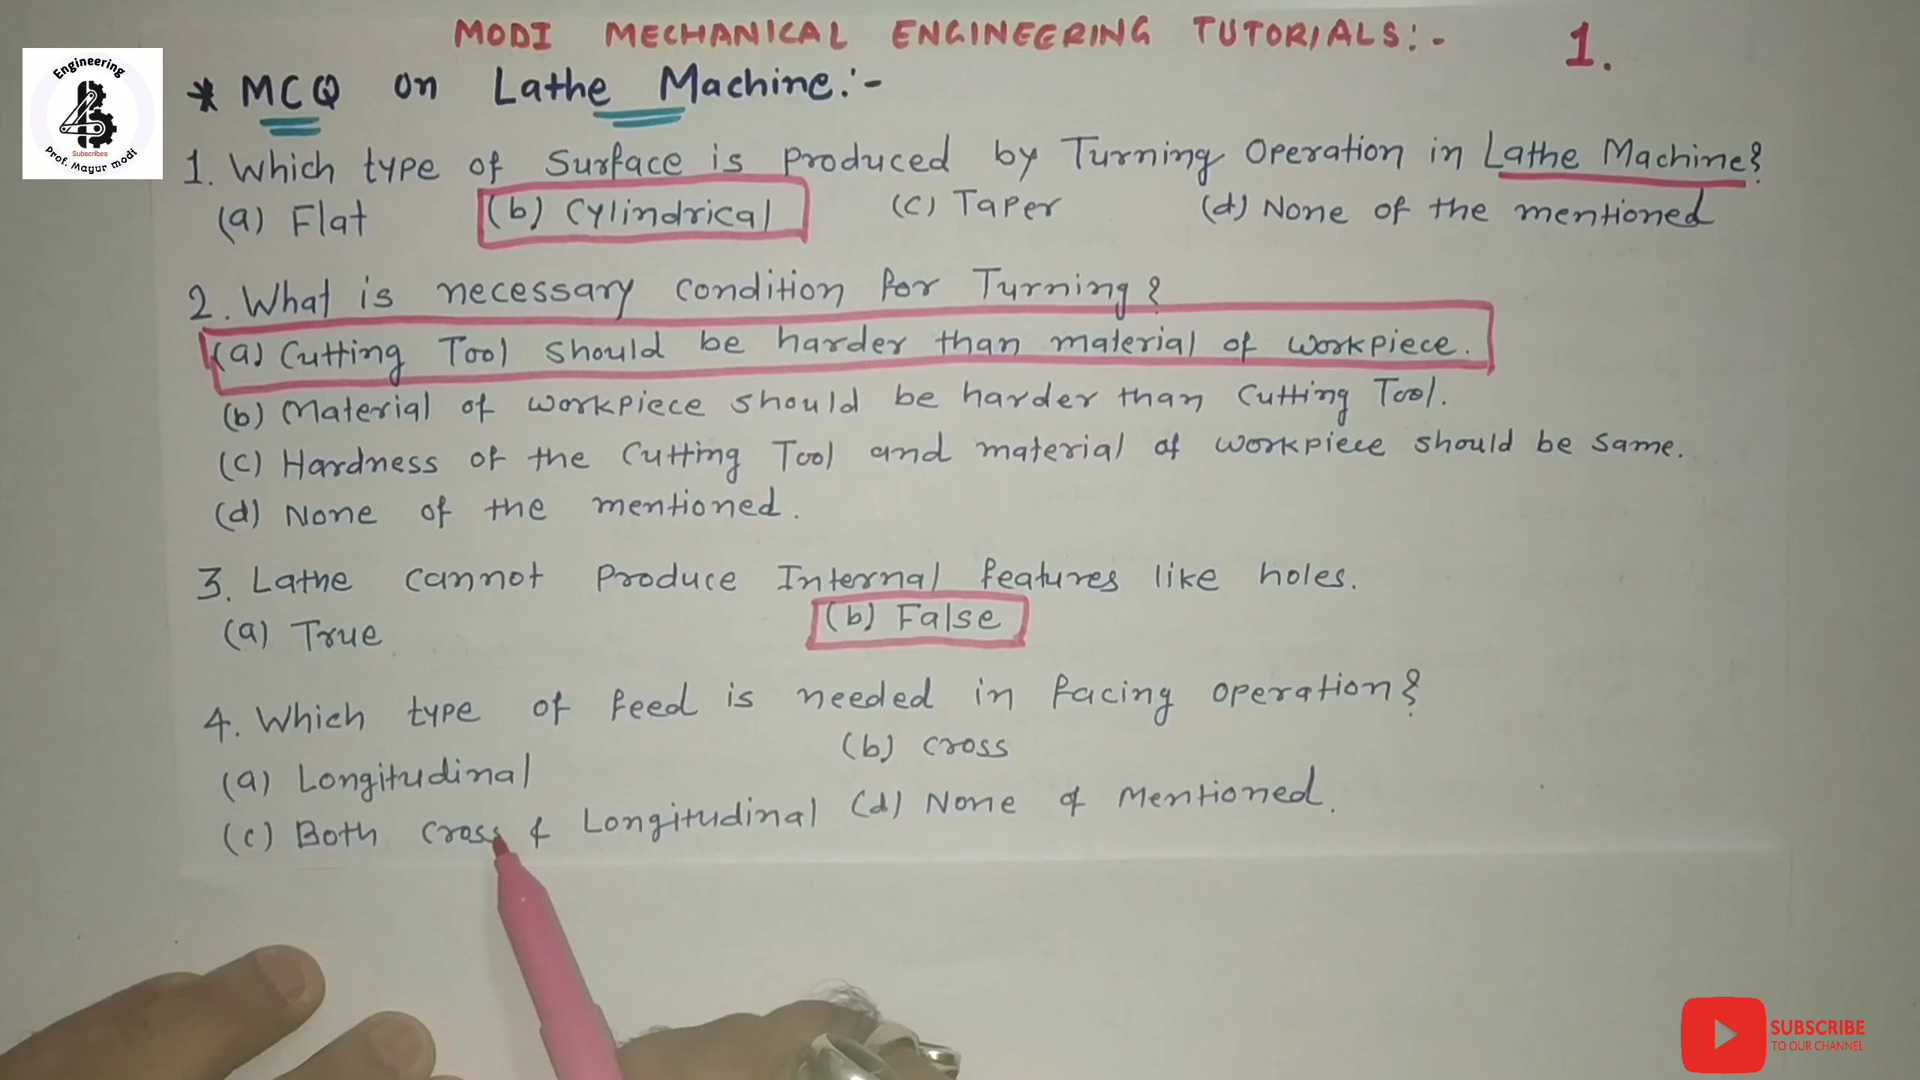 MODI MECHANICAL ENGINEERING TUTORIALS:- 1.
Engineering
Subscribes
Prof. Mayur modi
* MCQ on Lathe Machine:-
1. Which type of Surface is produced by Turning Operation in Lathe Machine?
(a) Flat (b) Cylindrical (c) Taper (d) None of the mentioned
2. What is necessary condition for Turning?
(a) Cutting Tool should be harder than material of workpiece.
(b) Material of workpiece should be harder than Cutting Tool.
(c) Hardness of the Cutting Tool and material of workpiece should be same.
(d) None of the mentioned.
3. Lathe cannot produce Internal features like holes.
(a) True (b) False
4. Which type of feed is needed in facing operation?
(a) Longitudinal (b) cross
(c) Both cross & Longitudinal (d) None of Mentioned.
SUBSCRIBE
TO OUR CHANNEL